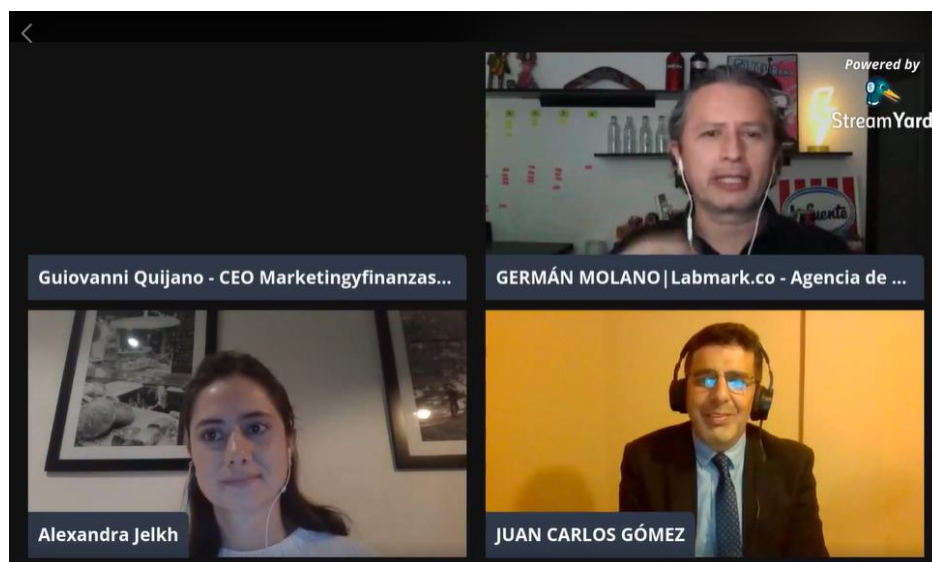 Powered by
StreamYard
Guiovanni Quijano - CEO Marketingyfinanzas...
GERMÁN MOLANO|Labmark.co - Agencia de ...
Alexandra Jelkh
JUAN CARLOS GÓMEZ